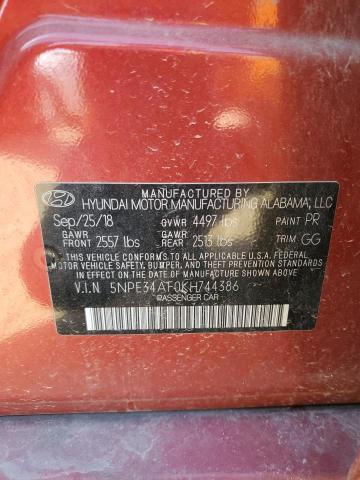 MANUFACTURED BY
HYUNDAI MOTOR MANUFACTURING ALABAMA, LLC
Sep/25/18 GVWR 4497 lbs PAINT PR
GAWR FRONT 2557 lbs GAWR REAR 2513 lbs TRIM GG
THIS VEHICLE CONFORMS TO ALL APPLICABLE U.S.A. FEDERAL
MOTOR VEHICLE SAFETY, BUMPER, AND THEFT PREVENTION
STANDARDS IN EFFECT ON THE DATE OF MANUFACTURE
SHOWN ABOVE.
V.I.N 5NPE34AF0KH744386
PASSENGER CAR